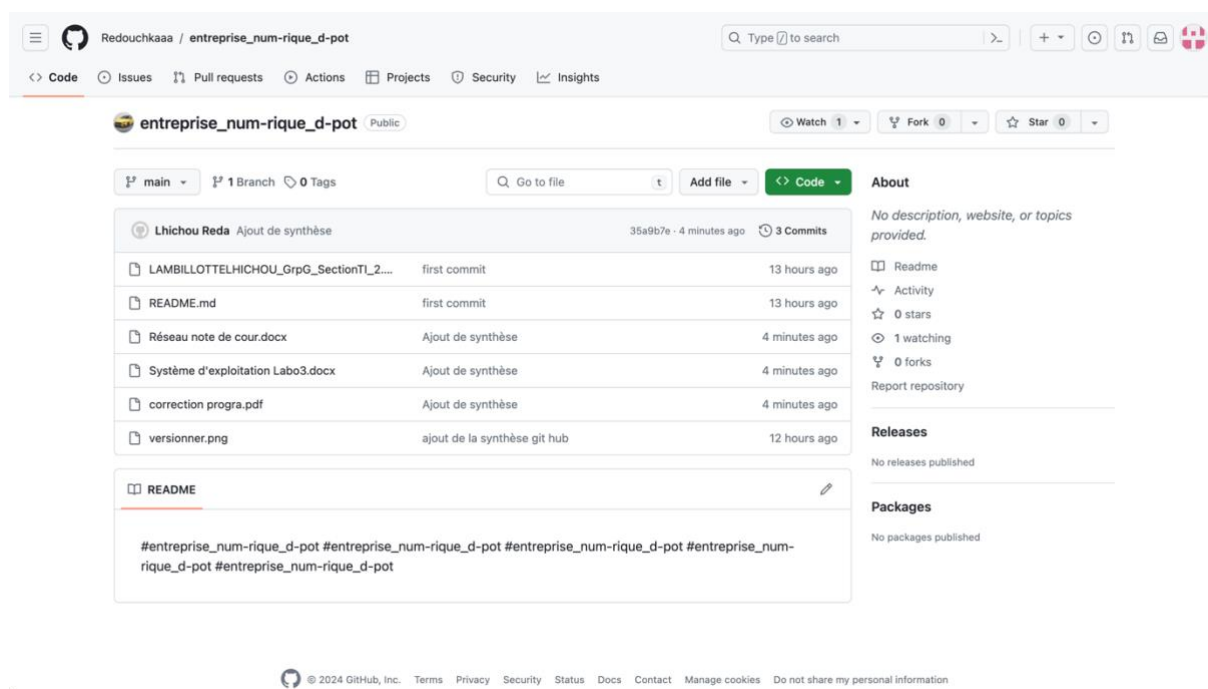 Redouchkaaa / entreprise_num-rique_d-pot
Type / to search
Code Issues Pull requests Actions Projects Security Insights
entreprise_num-rique_d-pot Public
Watch 1 Fork 0 Star 0
main 1 Branch 0 Tags Go to file t Add file Code
Lhichou Reda Ajout de synthèse 35a9b7e · 4 minutes ago 3 Commits
LAMBILLOTTELHICHOU_GrpG_SectionTI_2.... first commit 13 hours ago
README.md first commit 13 hours ago
Réseau note de cour.docx Ajout de synthèse 4 minutes ago
Système d'exploitation Labo3.docx Ajout de synthèse 4 minutes ago
correction progra.pdf Ajout de synthèse 4 minutes ago
versionner.png ajout de la synthèse git hub 12 hours ago
README
#entreprise_num-rique_d-pot #entreprise_num-rique_d-pot #entreprise_num-rique_d-pot #entreprise_num-
rique_d-pot #entreprise_num-rique_d-pot
About
No description, website, or topics
provided.
Readme
Activity
0 stars
1 watching
0 forks
Report repository
Releases
No releases published
Packages
No packages published
© 2024 GitHub, Inc. Terms Privacy Security Status Docs Contact Manage cookies Do not share my personal information